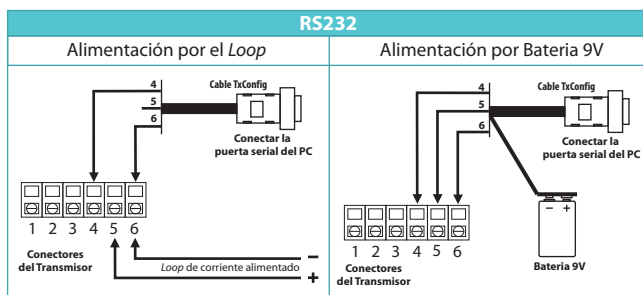 RS232
Alimentación por el Loop
4
5
6
Cable TxConfig
Conectar la
puerta serial del PC
1 2 3 4 5 6
Conectores
del Transmisor
Loop de corriente alimentado
–
+
Alimentación por Bateria 9V
4
5
6
Cable TxConfig
Conectar la
puerta serial del PC
1 2 3 4 5 6
Conectores
del Transmisor
– +
Bateria 9V